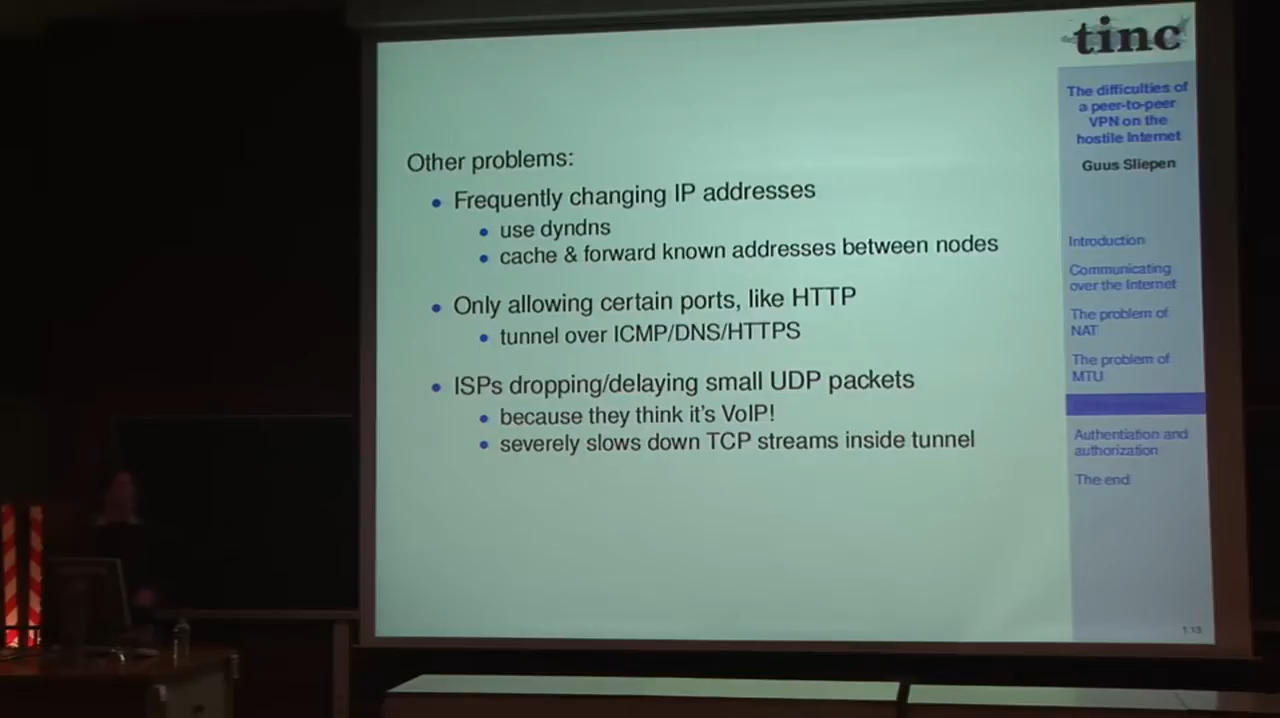 tinc
The difficulties of
a peer-to-peer
VPN on the
hostile Internet
Guus Sliepen
Other problems:
Frequently changing IP addresses
use dyndns
cache & forward known addresses between nodes
Only allowing certain ports, like HTTP
tunnel over ICMP/DNS/HTTPS
ISPs dropping/delaying small UDP packets
because they think it's VoIP!
severely slows down TCP streams inside tunnel
Introduction
Communicating
over the Internet
The problem of
NAT
The problem of
MTU
Authentiation and
authorization
The end